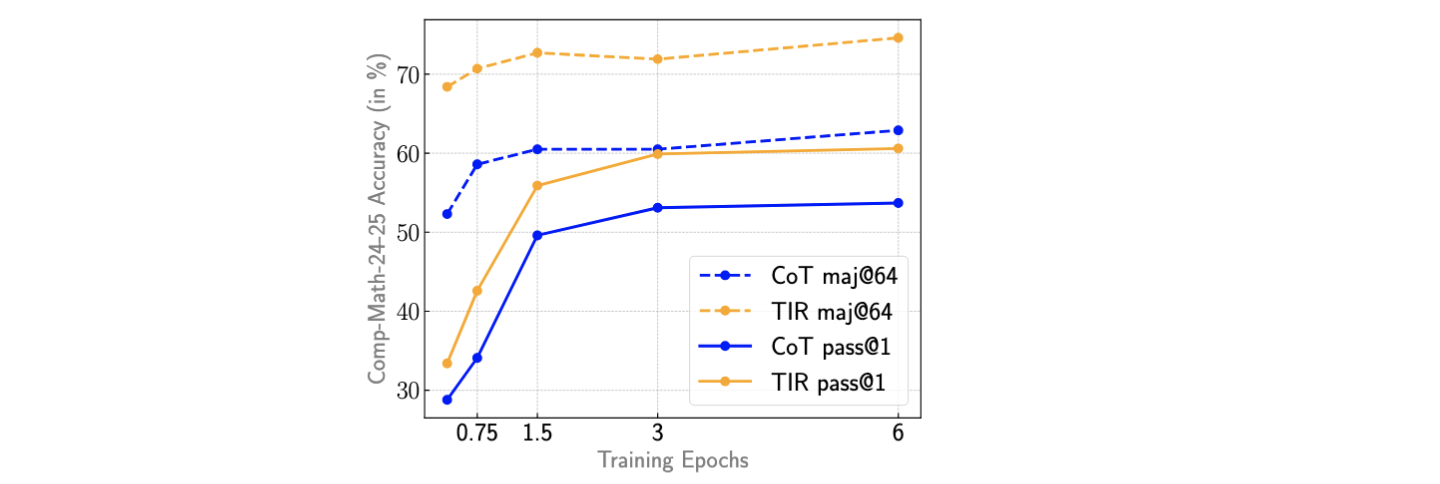 Comp-Math-24-25 Accuracy (in %)
70
60
50
40
30
CoT maj@64
TIR maj@64
CoT pass@1
TIR pass@1
0.75 1.5 3 6
Training Epochs